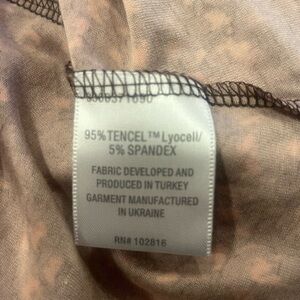 95% TENCEL™ Lyocell/
5% SPANDEX
FABRIC DEVELOPED AND
PRODUCED IN TURKEY
GARMENT MANUFACTURED
IN UKRAINE
RN# 102816